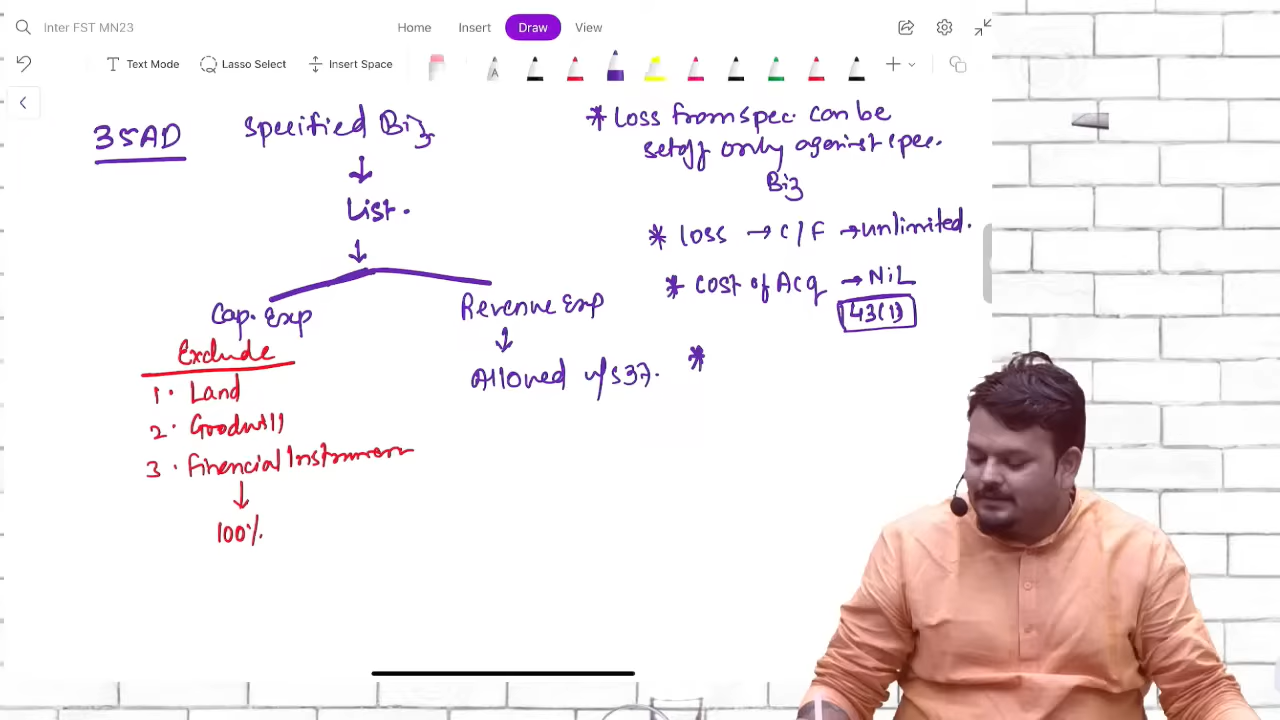 Inter FST MN23
Home Insert Draw View
Text Mode Lasso Select Insert Space
35AD Specified Biz
List.
Cap. Exp
Exclude
1. Land
2. Goodwill
3. Financial Instrument
100%
Revenue Exp
Allowed u/s 37.
* Loss from spec. can be
setoff only against spec.
Biz
* Loss → C/F → unlimited.
* Cost of Acq → NiL
43(1)
*